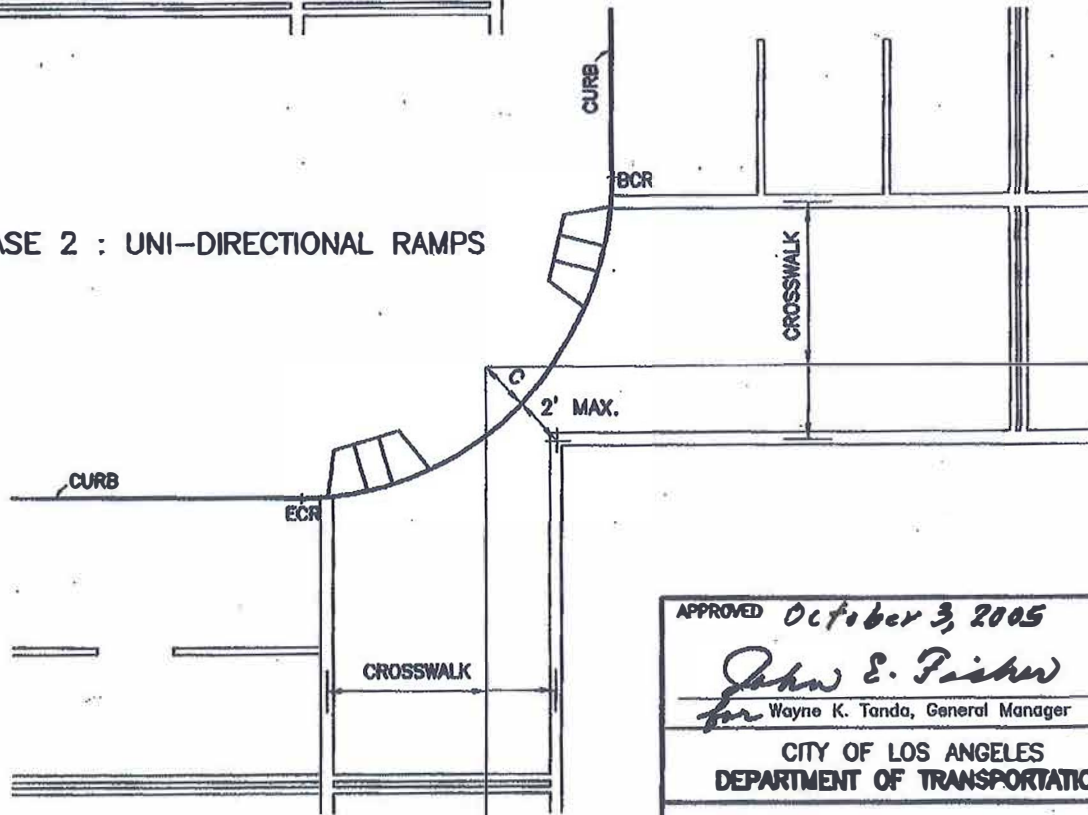 CURB
BCR
ASE 2 : UNI-DIRECTIONAL RAMPS
CROSSWALK
C
2' MAX.
CURB
ECR
CROSSWALK
APPROVED October 3, 2005
John E. Fisher
for Wayne K. Tanda, General Manager
CITY OF LOS ANGELES
DEPARTMENT OF TRANSPORTATIO